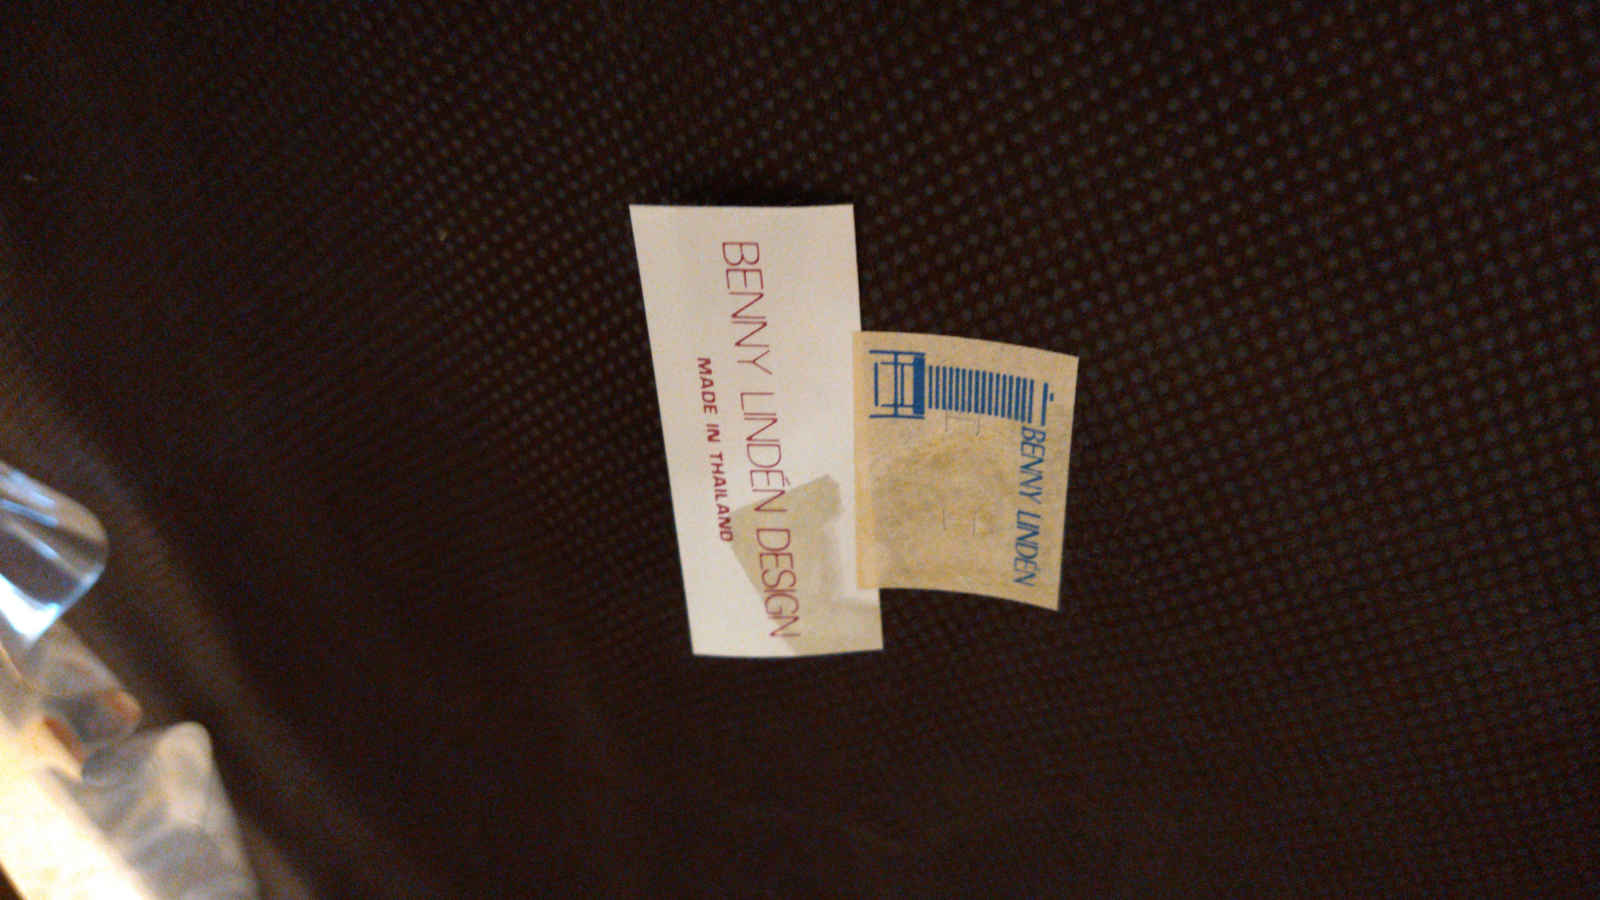 BENNY LINDÉN DESIGN
MADE IN THAILAND
BENNY LINDÉN